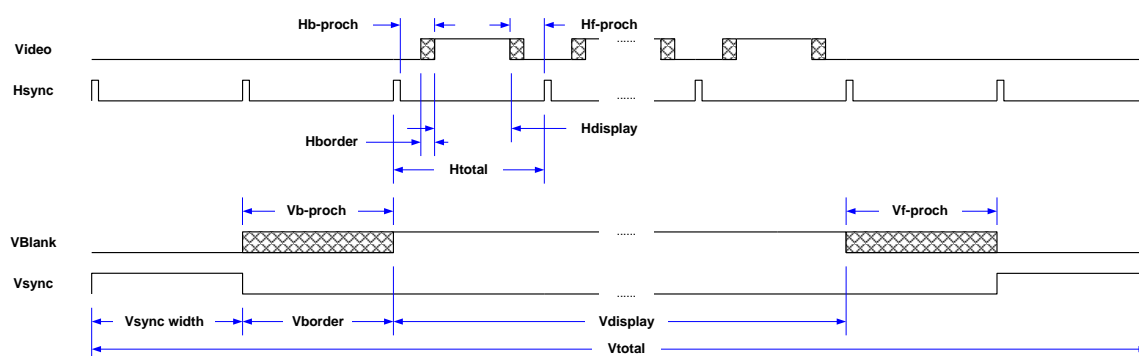 Hb-proch
Hf-proch
Video
......
Hsync
......
Hborder
Hdisplay
Htotal
Vb-proch
Vf-proch
VBlank
......
Vsync
......
Vsync width
Vborder
Vdisplay
Vtotal